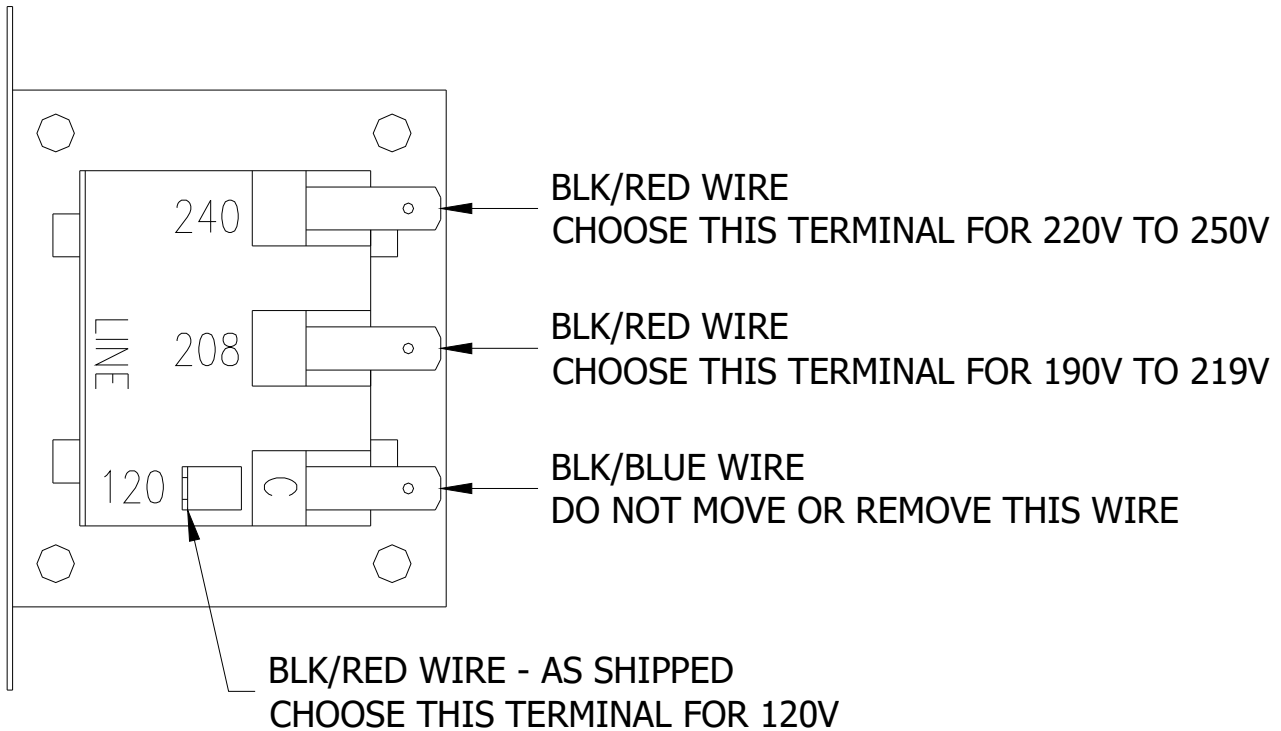 240
BLK/RED WIRE
CHOOSE THIS TERMINAL FOR 220V TO 250V
LINE
208
BLK/RED WIRE
CHOOSE THIS TERMINAL FOR 190V TO 219V
120
C
BLK/BLUE WIRE
DO NOT MOVE OR REMOVE THIS WIRE
BLK/RED WIRE - AS SHIPPED
CHOOSE THIS TERMINAL FOR 120V